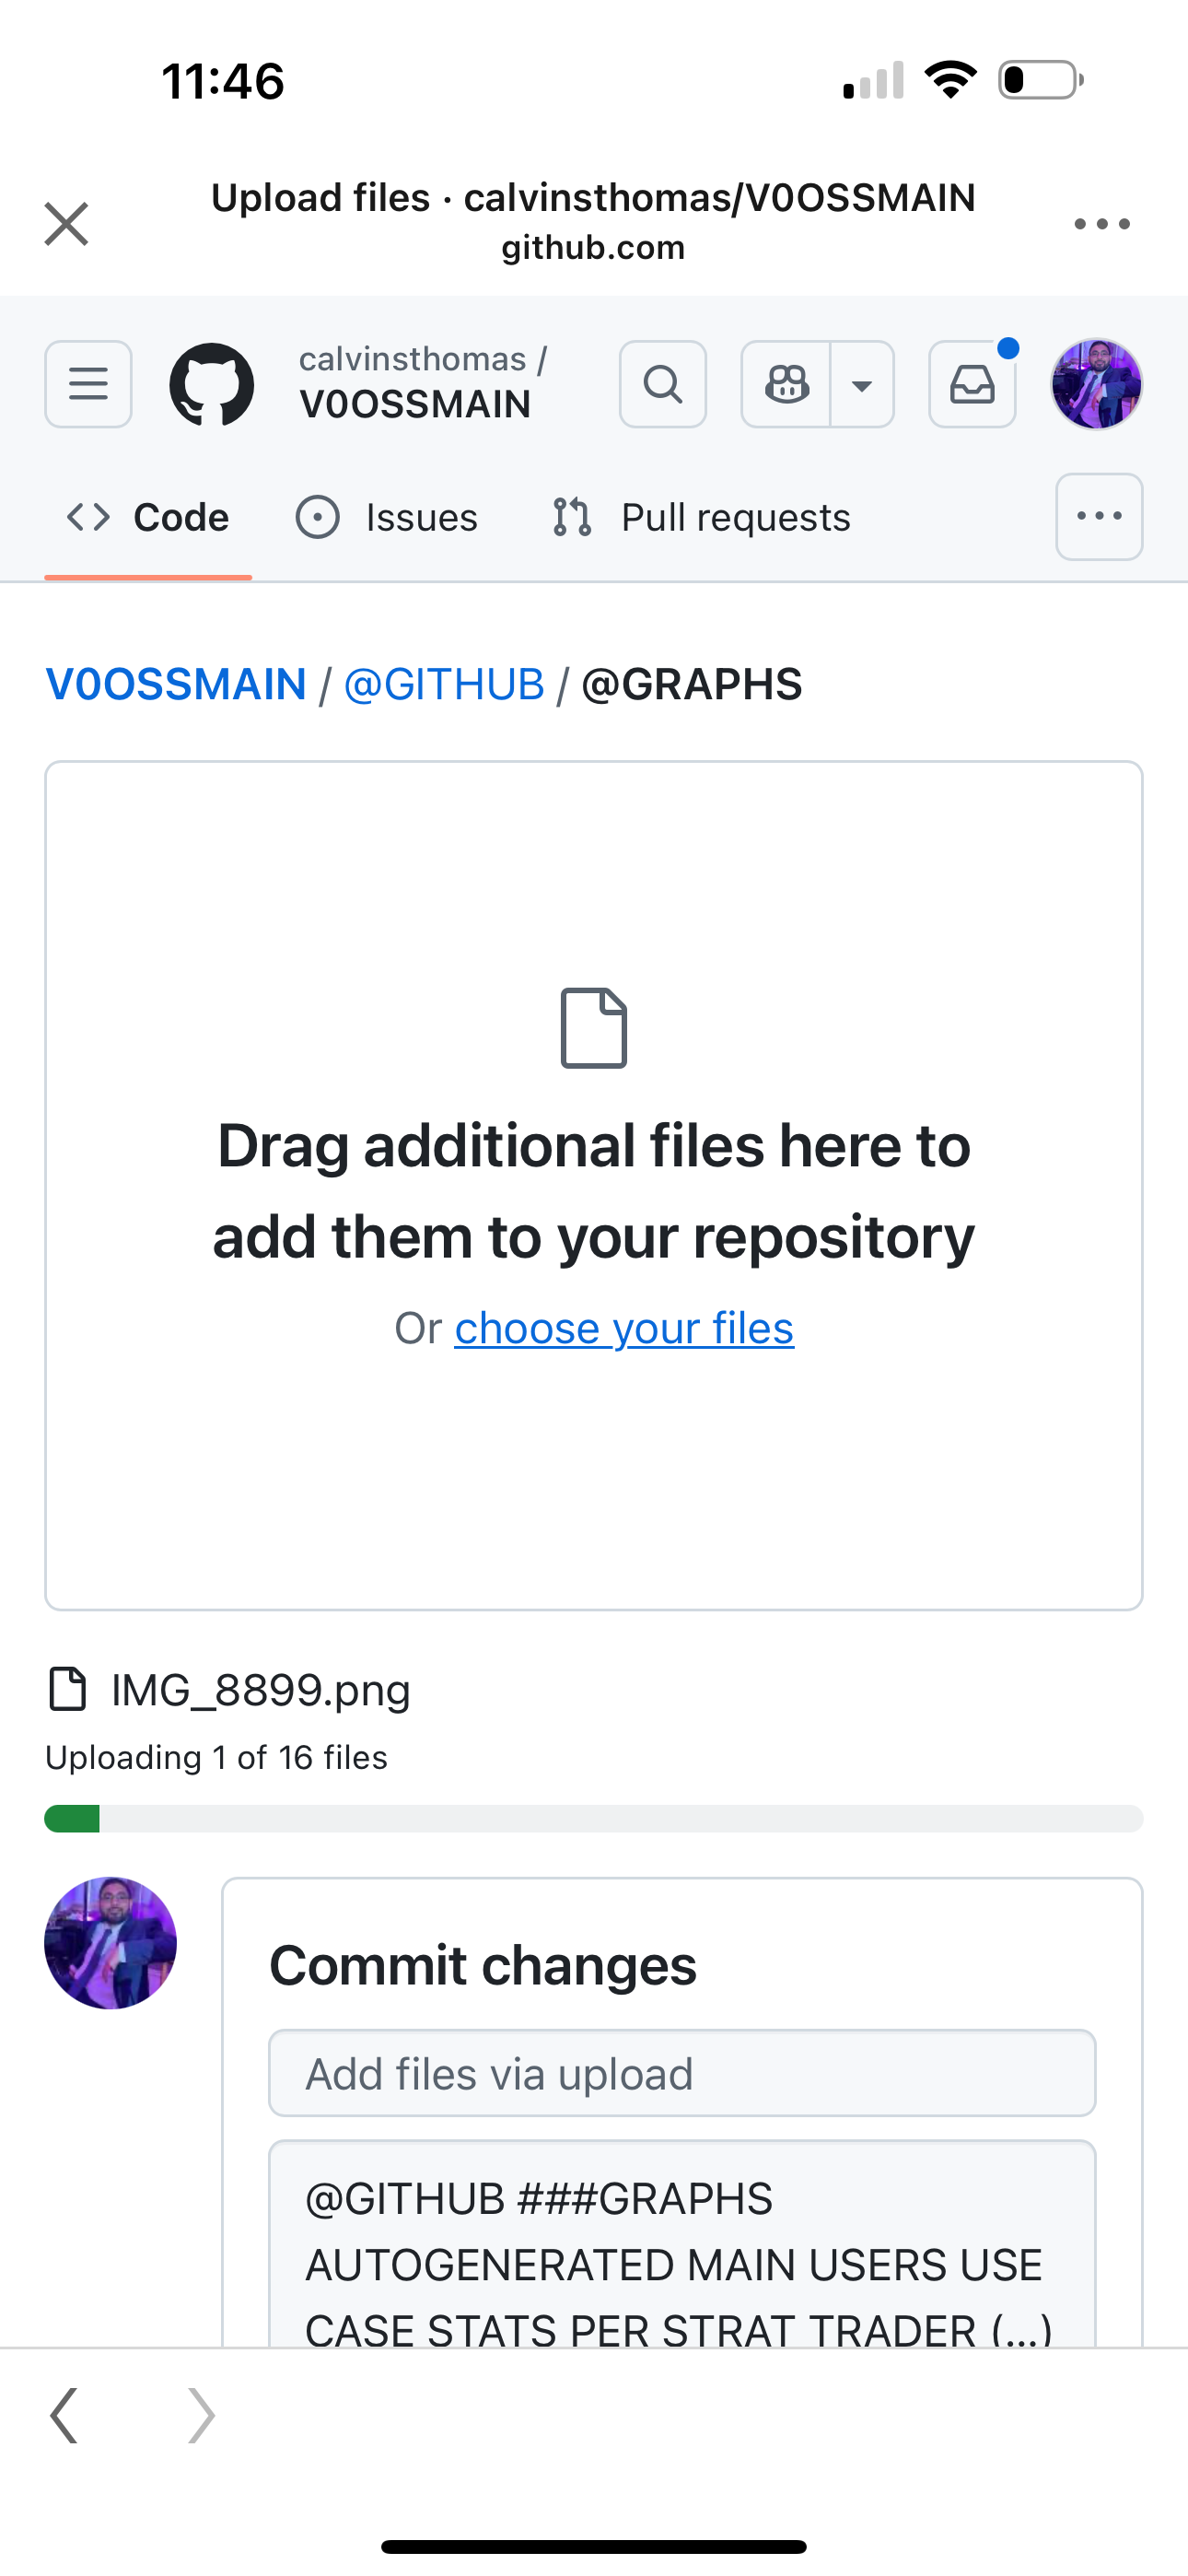 11:46
Upload files · calvinsthomas/V0OSSMAIN
github.com
calvinsthomas /
V0OSSMAIN
Code
Issues
Pull requests
V0OSSMAIN / @GITHUB / @GRAPHS
Drag additional files here to
add them to your repository
Or choose your files
IMG_8899.png
Uploading 1 of 16 files
Commit changes
Add files via upload
@GITHUB ###GRAPHS
AUTOGENERATED MAIN USERS USE
CASE STATS PER STRAT TRADER (...)